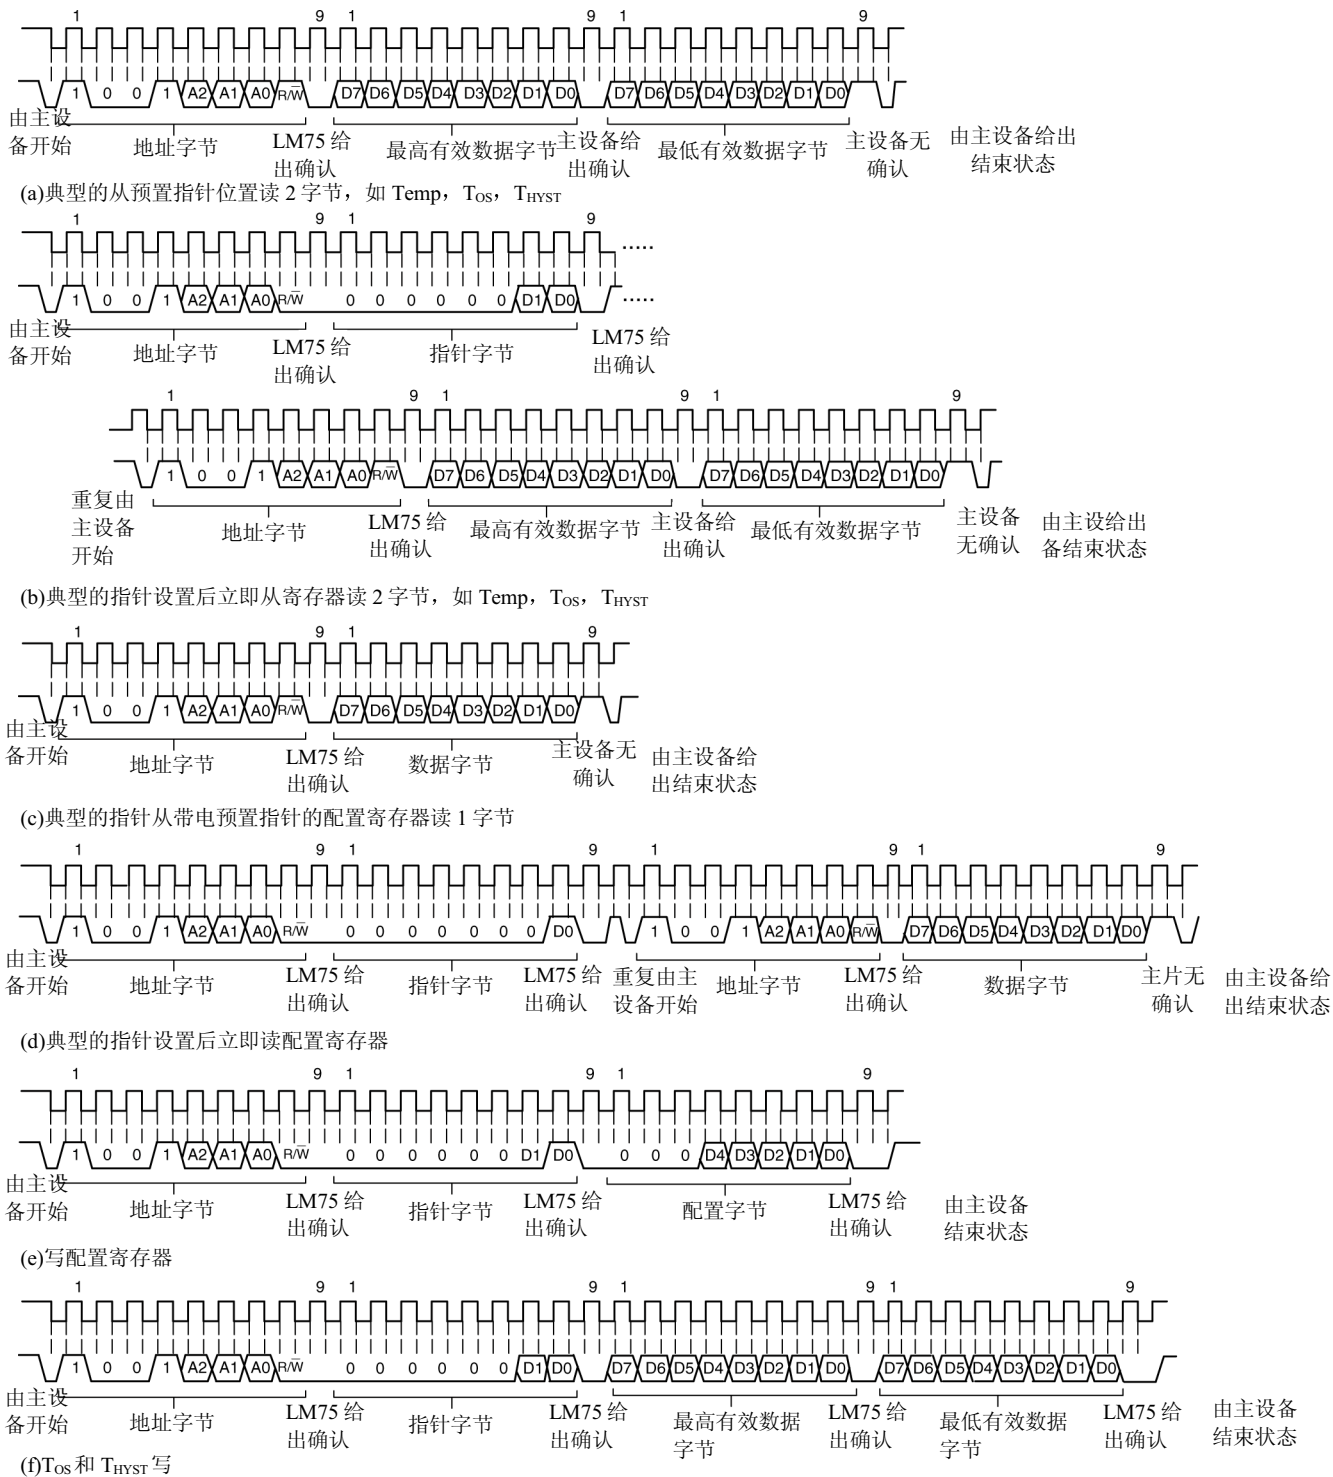 1 9 1 9 1 9
1 0 0 1 A2 A1 A0 R/W̅ D7 D6 D5 D4 D3 D2 D1 D0 D7 D6 D5 D4 D3 D2 D1 D0
由主设
备开始
地址字节
LM75 给
出确认
最高有效数据字节
主设备给
出确认
最低有效数据字节
主设备无
确认
由主设备给出
结束状态
(a)典型的从预置指针位置读 2 字节，如 Temp，TOS，THYST
1 9 1 9
.....
1 0 0 1 A2 A1 A0 R/W̅ 0 0 0 0 0 0 D1 D0
.....
由主设
备开始
地址字节
LM75 给
出确认
指针字节
LM75 给
出确认
1 9 1 9 1 9
1 0 0 1 A2 A1 A0 R/W̅ D7 D6 D5 D4 D3 D2 D1 D0 D7 D6 D5 D4 D3 D2 D1 D0
重复由
主设备
开始
地址字节
LM75 给
出确认
最高有效数据字节
主设备给
出确认
最低有效数据字节
主设备
无确认
由主设给出
备结束状态
(b)典型的指针设置后立即从寄存器读 2 字节，如 Temp，TOS，THYST
1 9 1 9
1 0 0 1 A2 A1 A0 R/W̅ D7 D6 D5 D4 D3 D2 D1 D0
由主设
备开始
地址字节
LM75 给
出确认
数据字节
主设备无
确认
由主设备给
出结束状态
(c)典型的指针从带电预置指针的配置寄存器读 1 字节
1 9 1 9 1 9 1 9
1 0 0 1 A2 A1 A0 R/W̅ 0 0 0 0 0 0 0 D0 1 0 0 1 A2 A1 A0 R/W̅ D7 D6 D5 D4 D3 D2 D1 D0
由主设
备开始
地址字节
LM75 给
出确认
指针字节
LM75 给
出确认
重复由主
设备开始
地址字节
LM75 给
出确认
数据字节
主片无
确认
由主设备给
出结束状态
(d)典型的指针设置后立即读配置寄存器
1 9 1 9 1 9
1 0 0 1 A2 A1 A0 R/W̅ 0 0 0 0 0 0 D1 D0 0 0 0 D4 D3 D2 D1 D0
由主设
备开始
地址字节
LM75 给
出确认
指针字节
LM75 给
出确认
配置字节
LM75 给
出确认
由主设备
结束状态
(e)写配置寄存器
1 9 1 9 1 9 1 9
1 0 0 1 A2 A1 A0 R/W̅ 0 0 0 0 0 0 D1 D0 D7 D6 D5 D4 D3 D2 D1 D0 D7 D6 D5 D4 D3 D2 D1 D0
由主设
备开始
地址字节
LM75 给
出确认
指针字节
LM75 给
出确认
最高有效数据
字节
LM75 给
出确认
最低有效数据
字节
LM75 给
出确认
由主设备
结束状态
(f)TOS 和 THYST 写